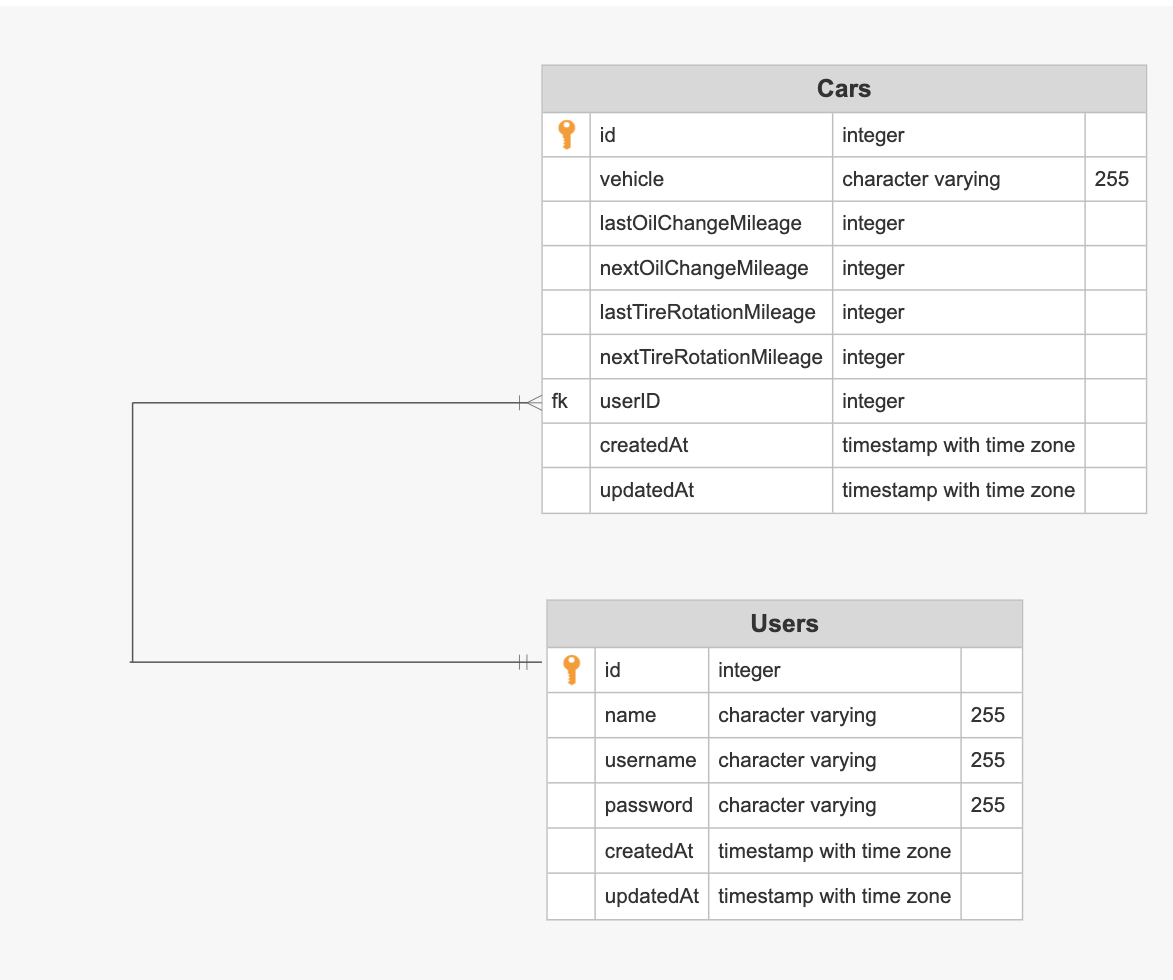 Cars
id integer
vehicle character varying 255
lastOilChangeMileage integer
nextOilChangeMileage integer
lastTireRotationMileage integer
nextTireRotationMileage integer
fk userID integer
createdAt timestamp with time zone
updatedAt timestamp with time zone
Users
id integer
name character varying 255
username character varying 255
password character varying 255
createdAt timestamp with time zone
updatedAt timestamp with time zone